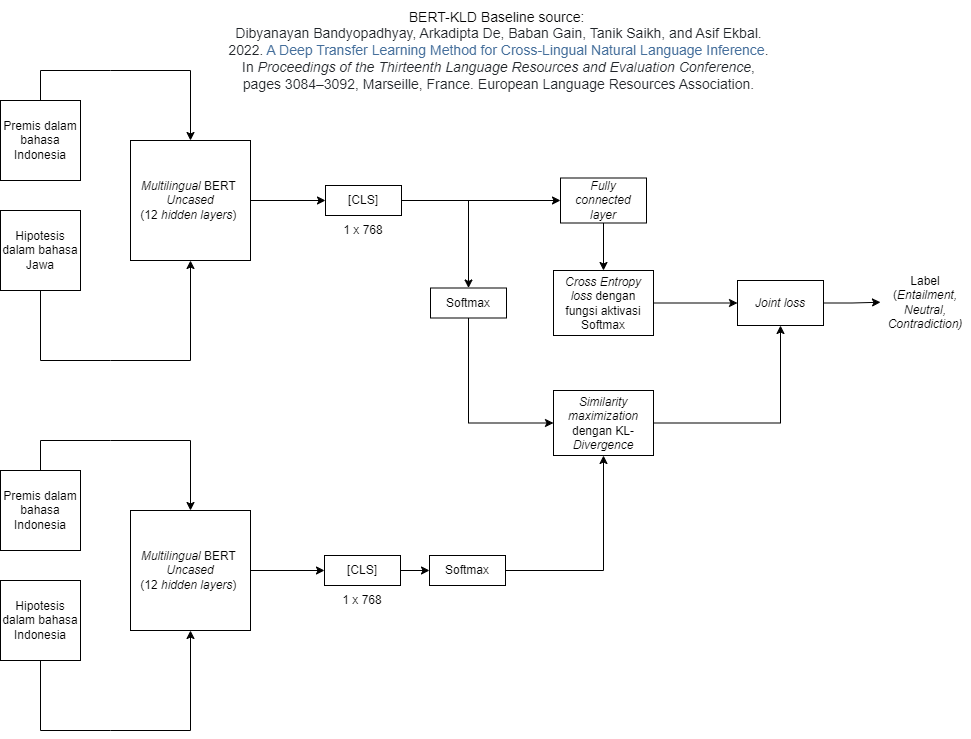 BERT-KLD Baseline source:
Dibyanayan Bandyopadhyay, Arkadipta De, Baban Gain, Tanik Saikh, and Asif Ekbal.
2022. A Deep Transfer Learning Method for Cross-Lingual Natural Language Inference.
In Proceedings of the Thirteenth Language Resources and Evaluation Conference,
pages 3084–3092, Marseille, France. European Language Resources Association.
Premis dalam
bahasa
Indonesia
Hipotesis
dalam bahasa
Jawa
Multilingual BERT
Uncased
(12 hidden layers)
[CLS]
1 x 768
Fully
connected
layer
Softmax
Cross Entropy
loss dengan
fungsi aktivasi
Softmax
Joint loss
Label
(Entailment,
Neutral,
Contradiction)
Similarity
maximization
dengan KL-
Divergence
Premis dalam
bahasa
Indonesia
Hipotesis
dalam bahasa
Indonesia
Multilingual BERT
Uncased
(12 hidden layers)
[CLS]
1 x 768
Softmax